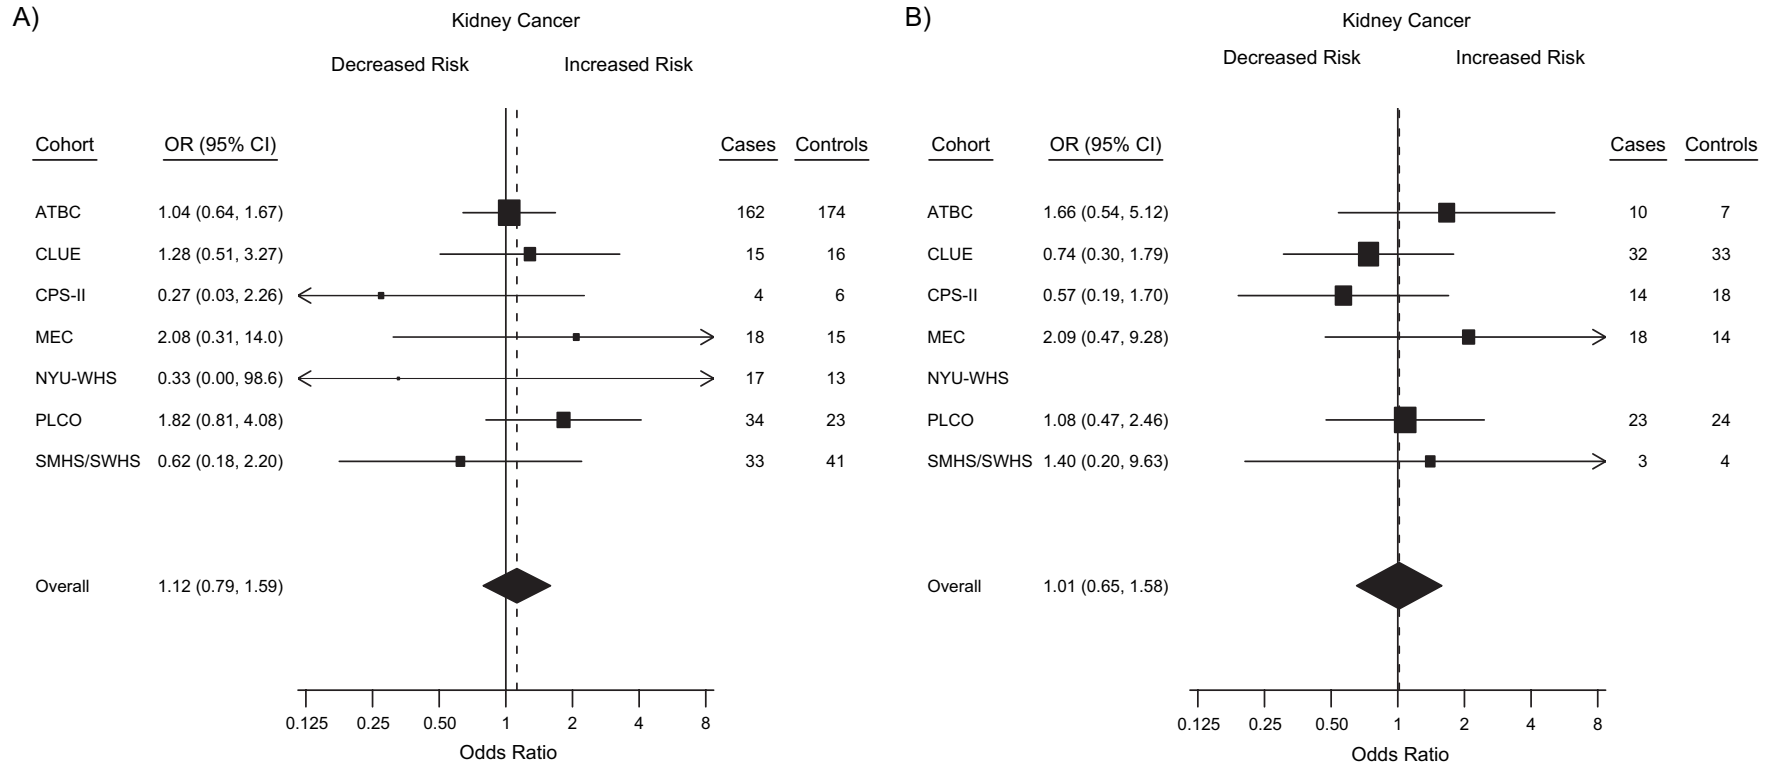 A)
Kidney Cancer
Decreased Risk Increased Risk
Cohort OR (95% CI) Cases Controls
ATBC 1.04 (0.64, 1.67) 162 174
CLUE 1.28 (0.51, 3.27) 15 16
CPS-II 0.27 (0.03, 2.26) 4 6
MEC 2.08 (0.31, 14.0) 18 15
NYU-WHS 0.33 (0.00, 98.6) 17 13
PLCO 1.82 (0.81, 4.08) 34 23
SMHS/SWHS 0.62 (0.18, 2.20) 33 41
Overall 1.12 (0.79, 1.59)
0.125 0.25 0.50 1 2 4 8
Odds Ratio
B)
Kidney Cancer
Decreased Risk Increased Risk
Cohort OR (95% CI) Cases Controls
ATBC 1.66 (0.54, 5.12) 10 7
CLUE 0.74 (0.30, 1.79) 32 33
CPS-II 0.57 (0.19, 1.70) 14 18
MEC 2.09 (0.47, 9.28) 18 14
NYU-WHS
PLCO 1.08 (0.47, 2.46) 23 24
SMHS/SWHS 1.40 (0.20, 9.63) 3 4
Overall 1.01 (0.65, 1.58)
0.125 0.25 0.50 1 2 4 8
Odds Ratio